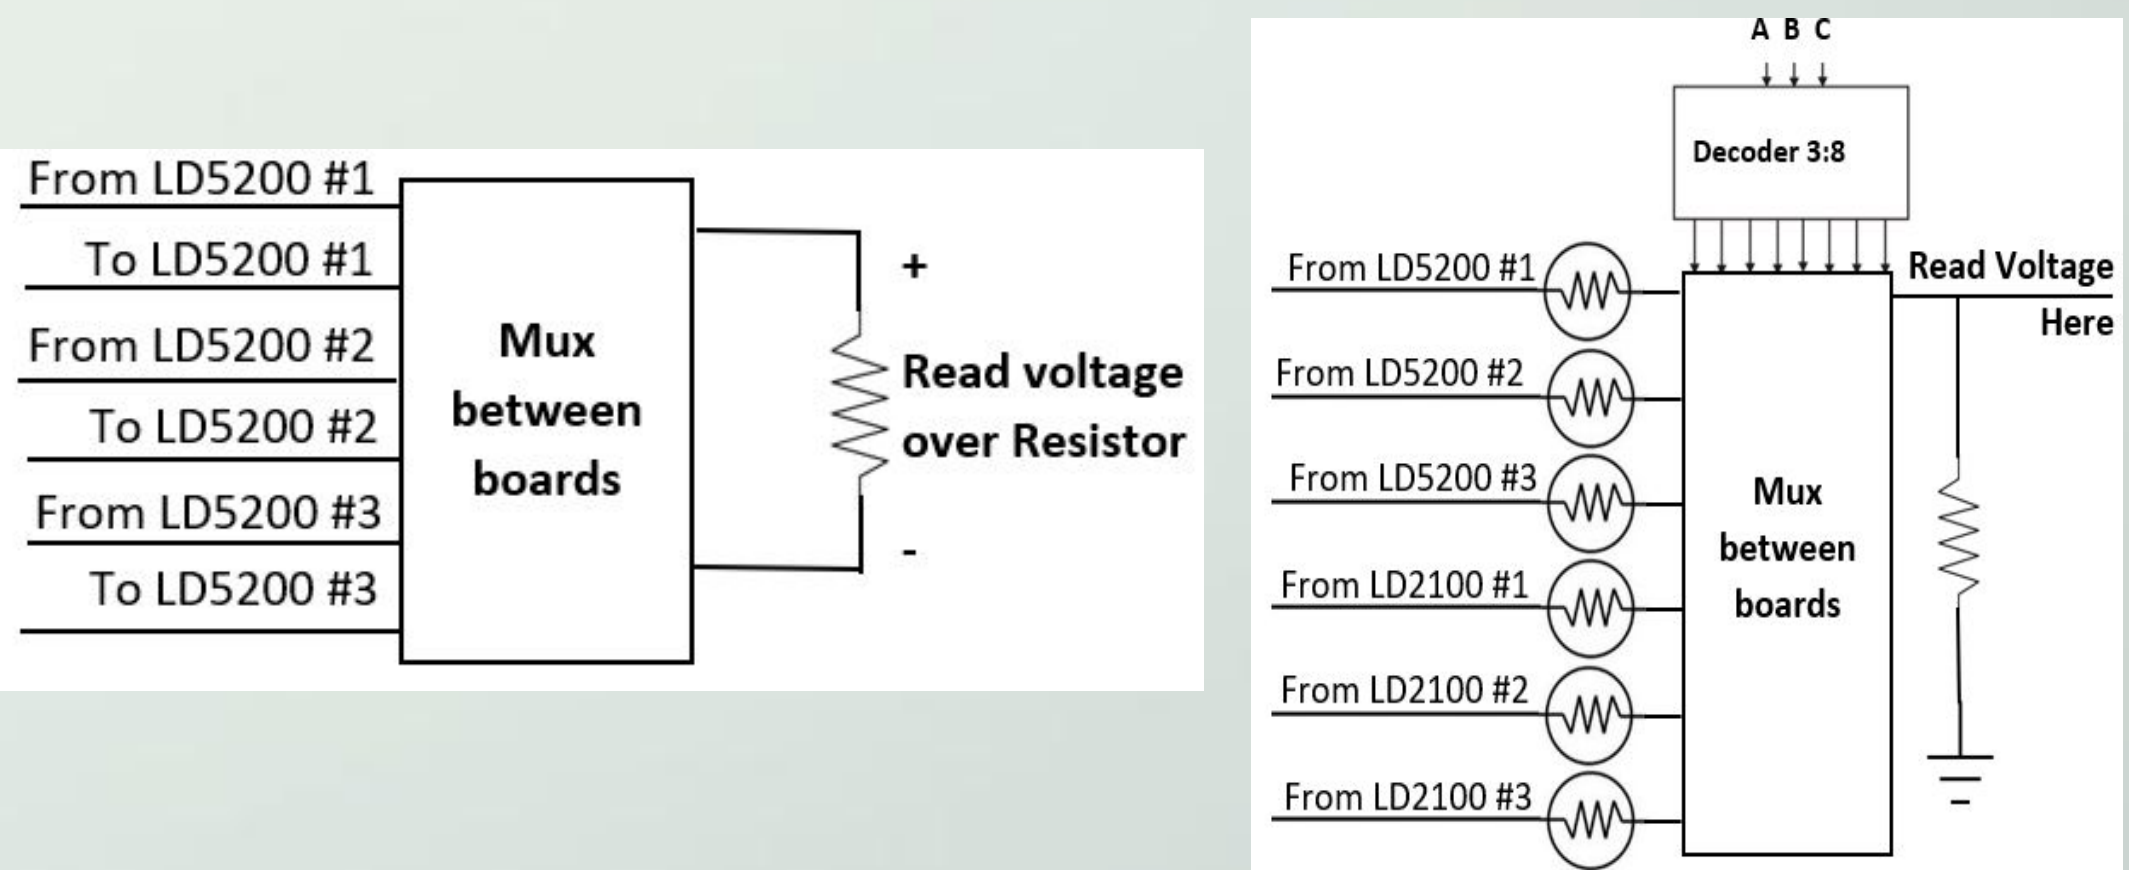 From LD5200 #1
To LD5200 #1
From LD5200 #2
To LD5200 #2
From LD5200 #3
To LD5200 #3
Mux
between
boards
+
Read voltage
over Resistor
-
A B C
Decoder 3:8
From LD5200 #1
From LD5200 #2
From LD5200 #3
From LD2100 #1
From LD2100 #2
From LD2100 #3
Mux
between
boards
Read Voltage
Here